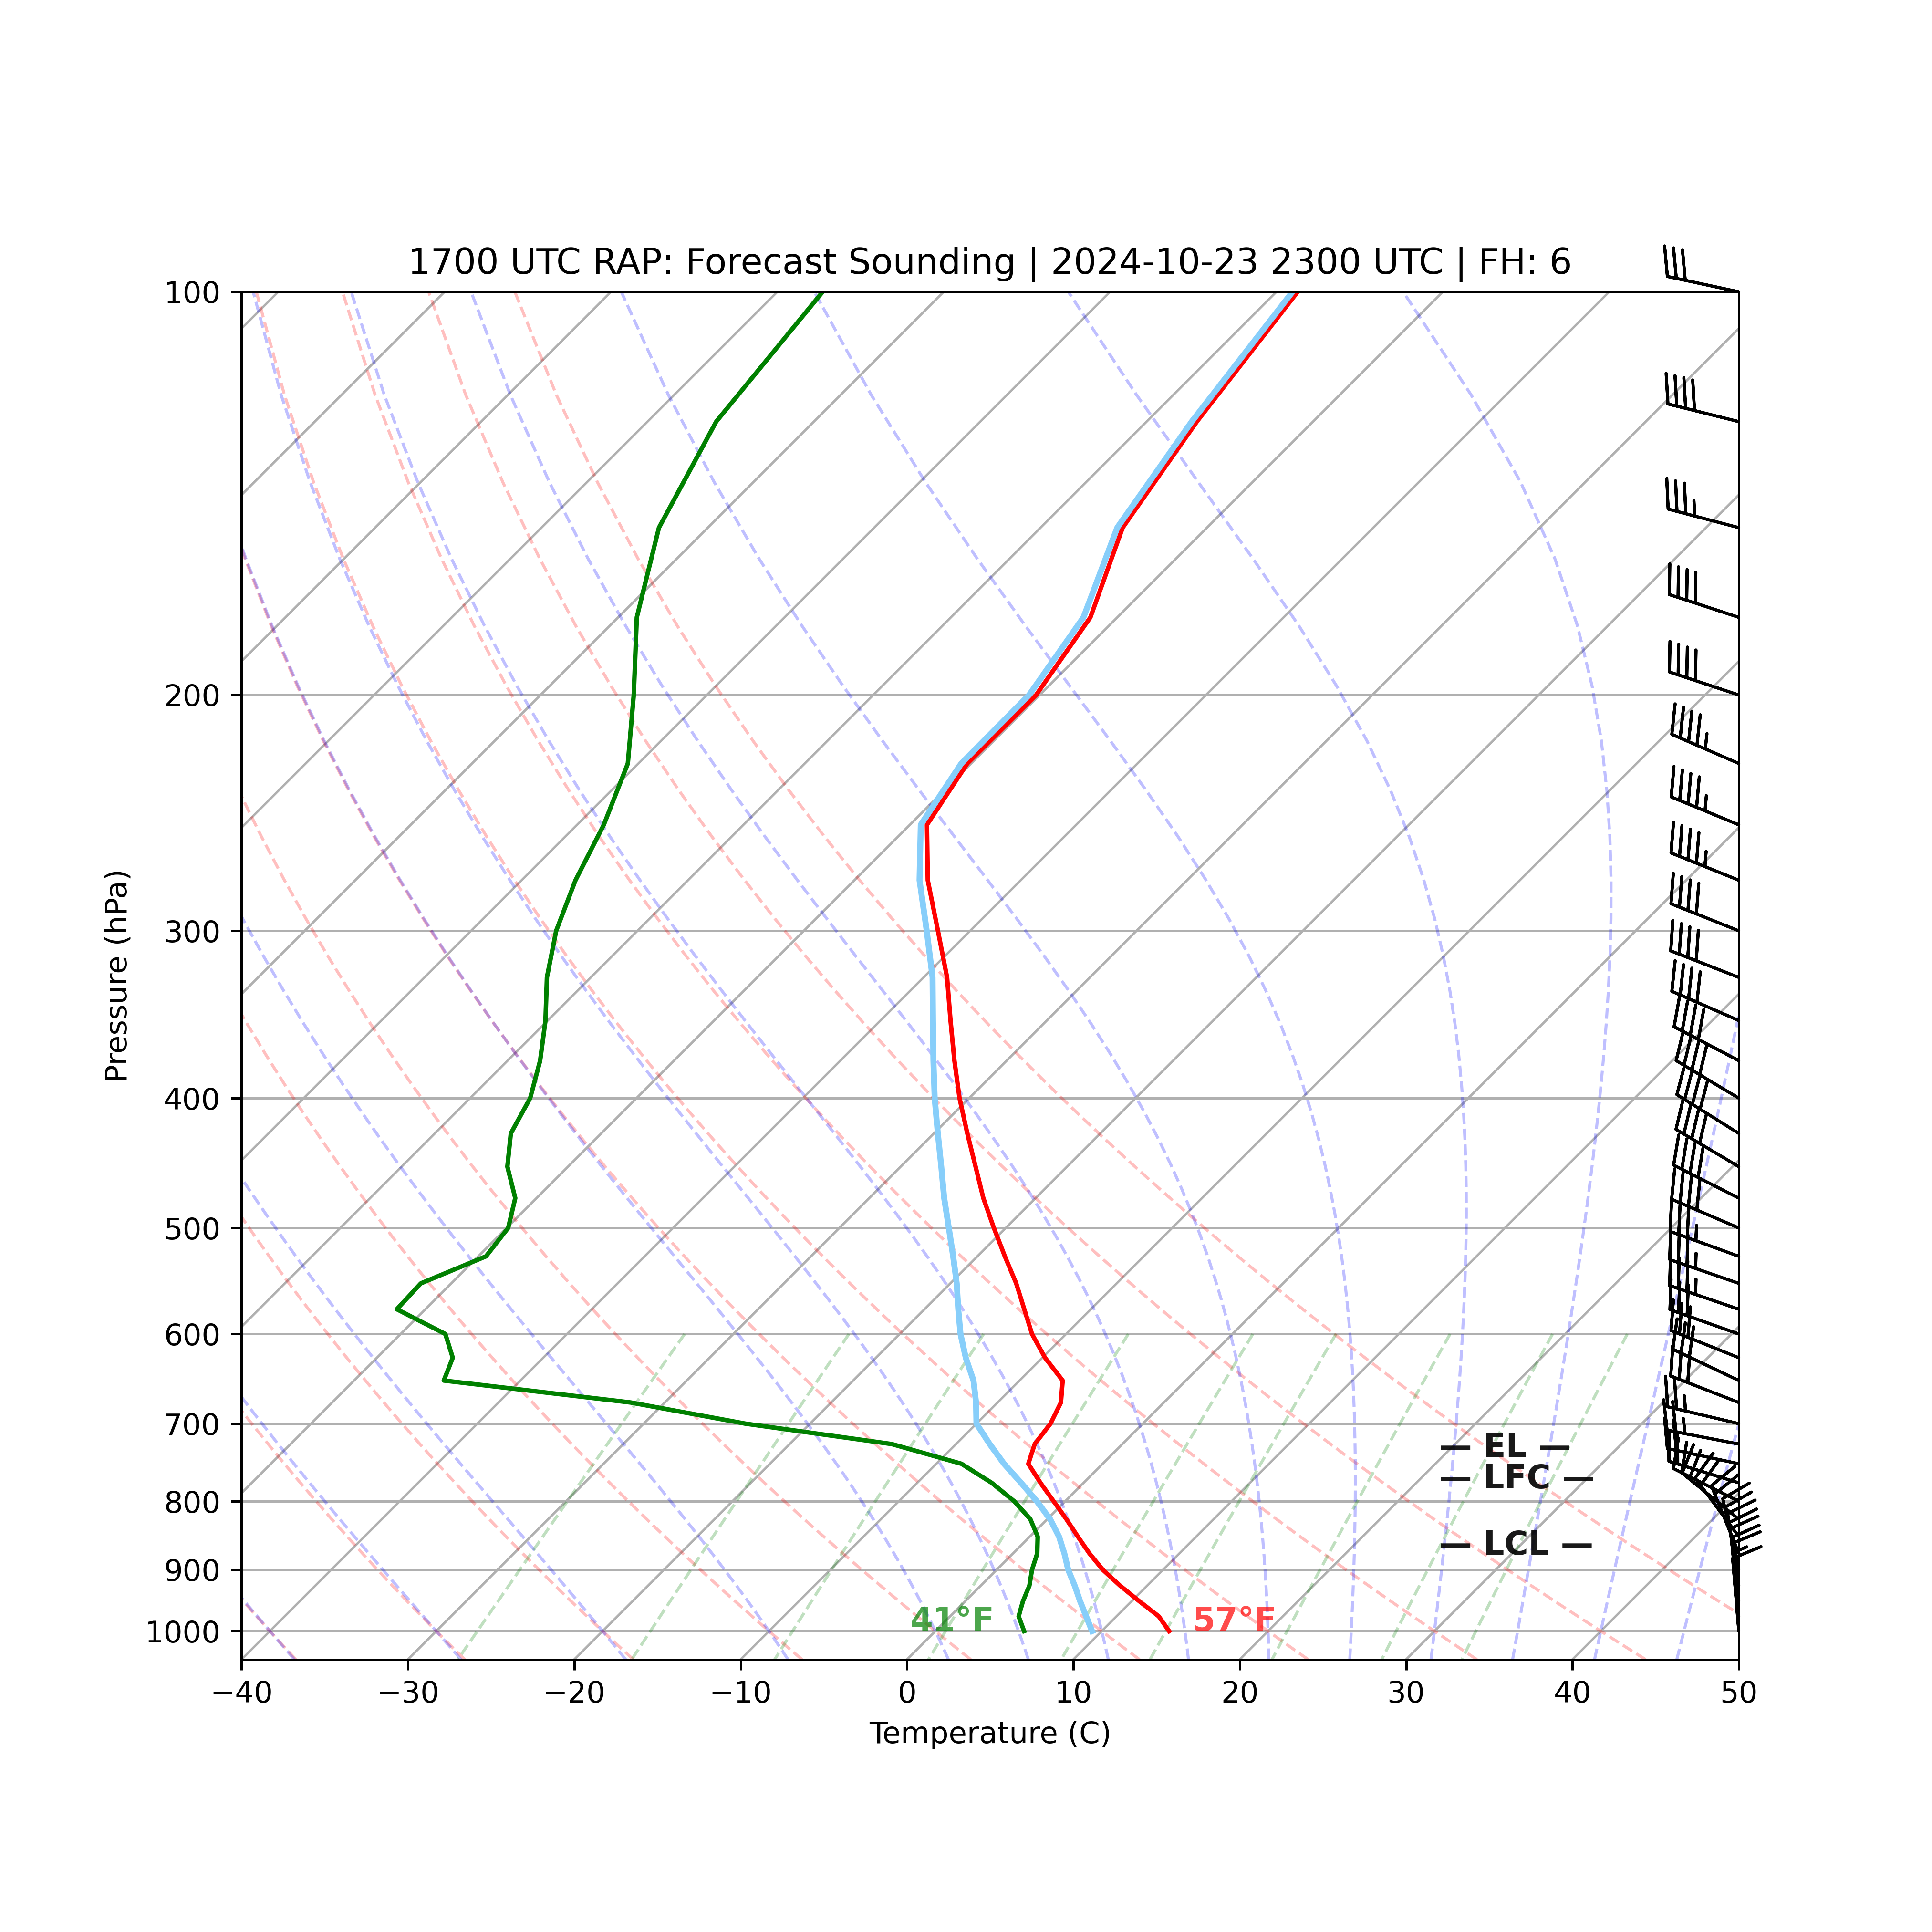 1700 UTC RAP: Forecast Sounding | 2024-10-23 2300 UTC | FH: 6
100
200
300
400
500
600
700
800
900
1000
Pressure (hPa)
— EL —
— LFC —
— LCL —
41°F
57°F
−40
−30
−20
−10
0
10
20
30
40
50
Temperature (C)